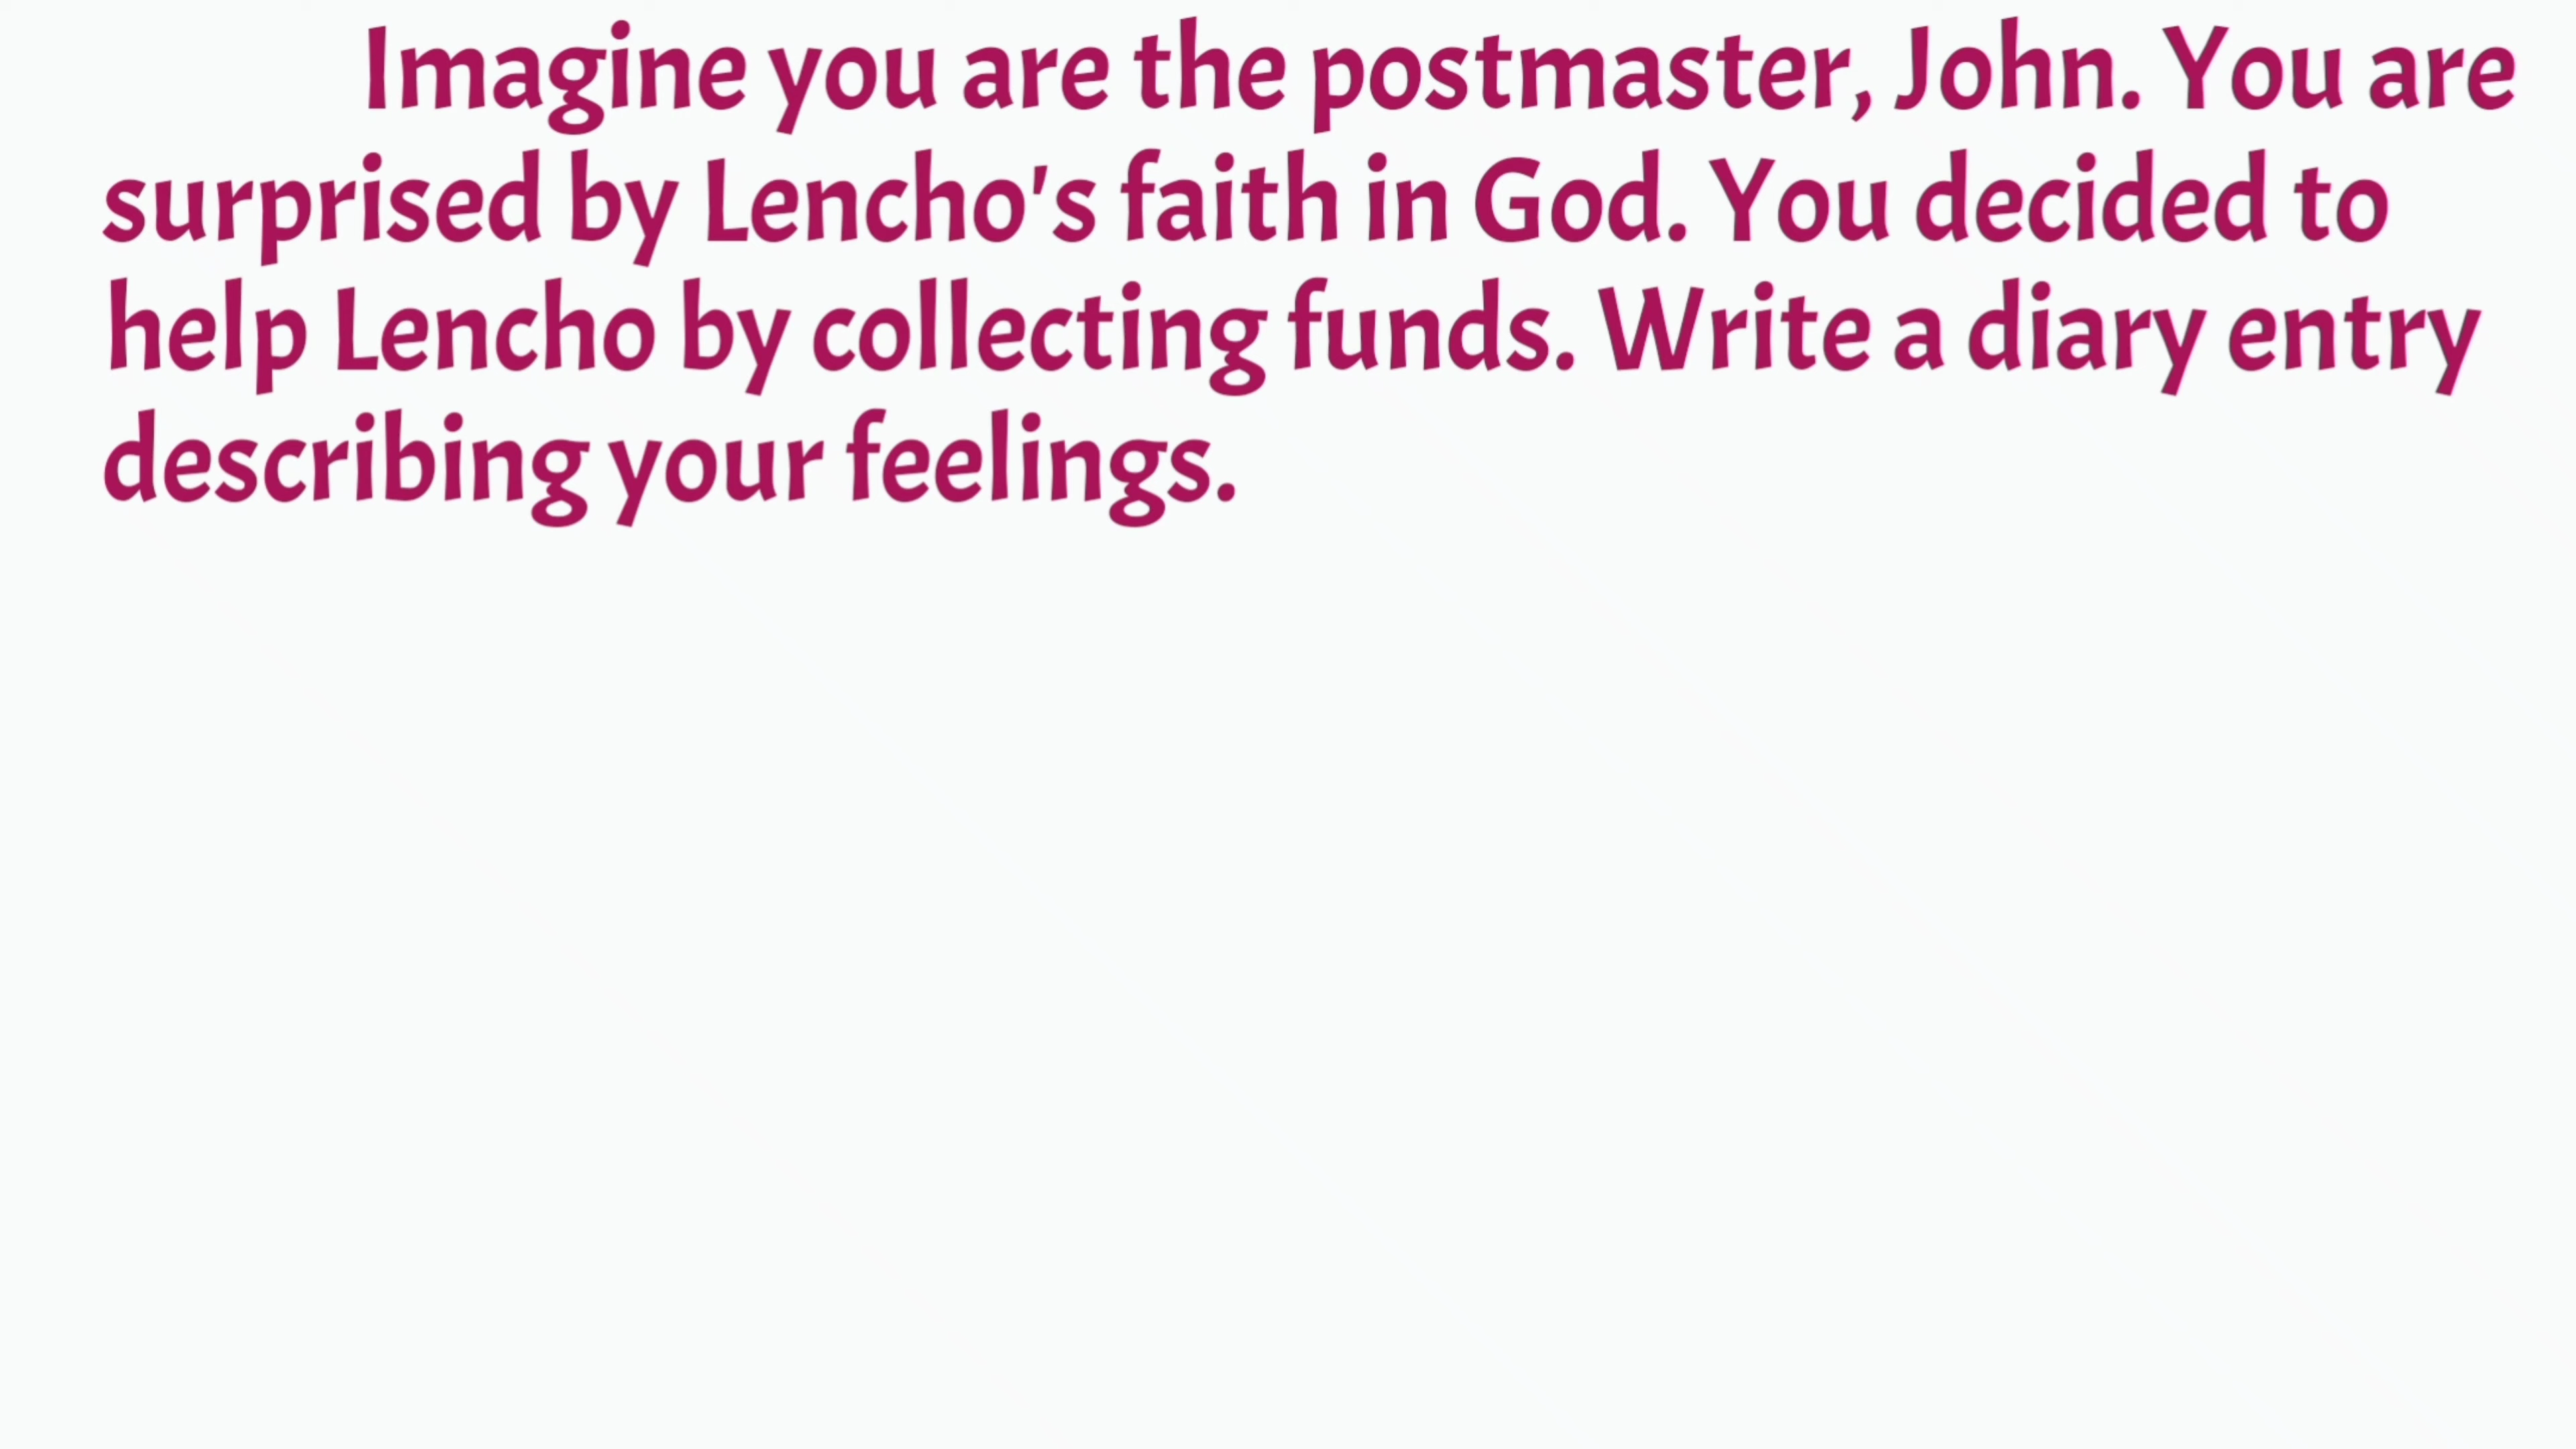 Imagine you are the postmaster, John. You are
surprised by Lencho's faith in God. You decided to
help Lencho by collecting funds. Write a diary entry
describing your feelings.